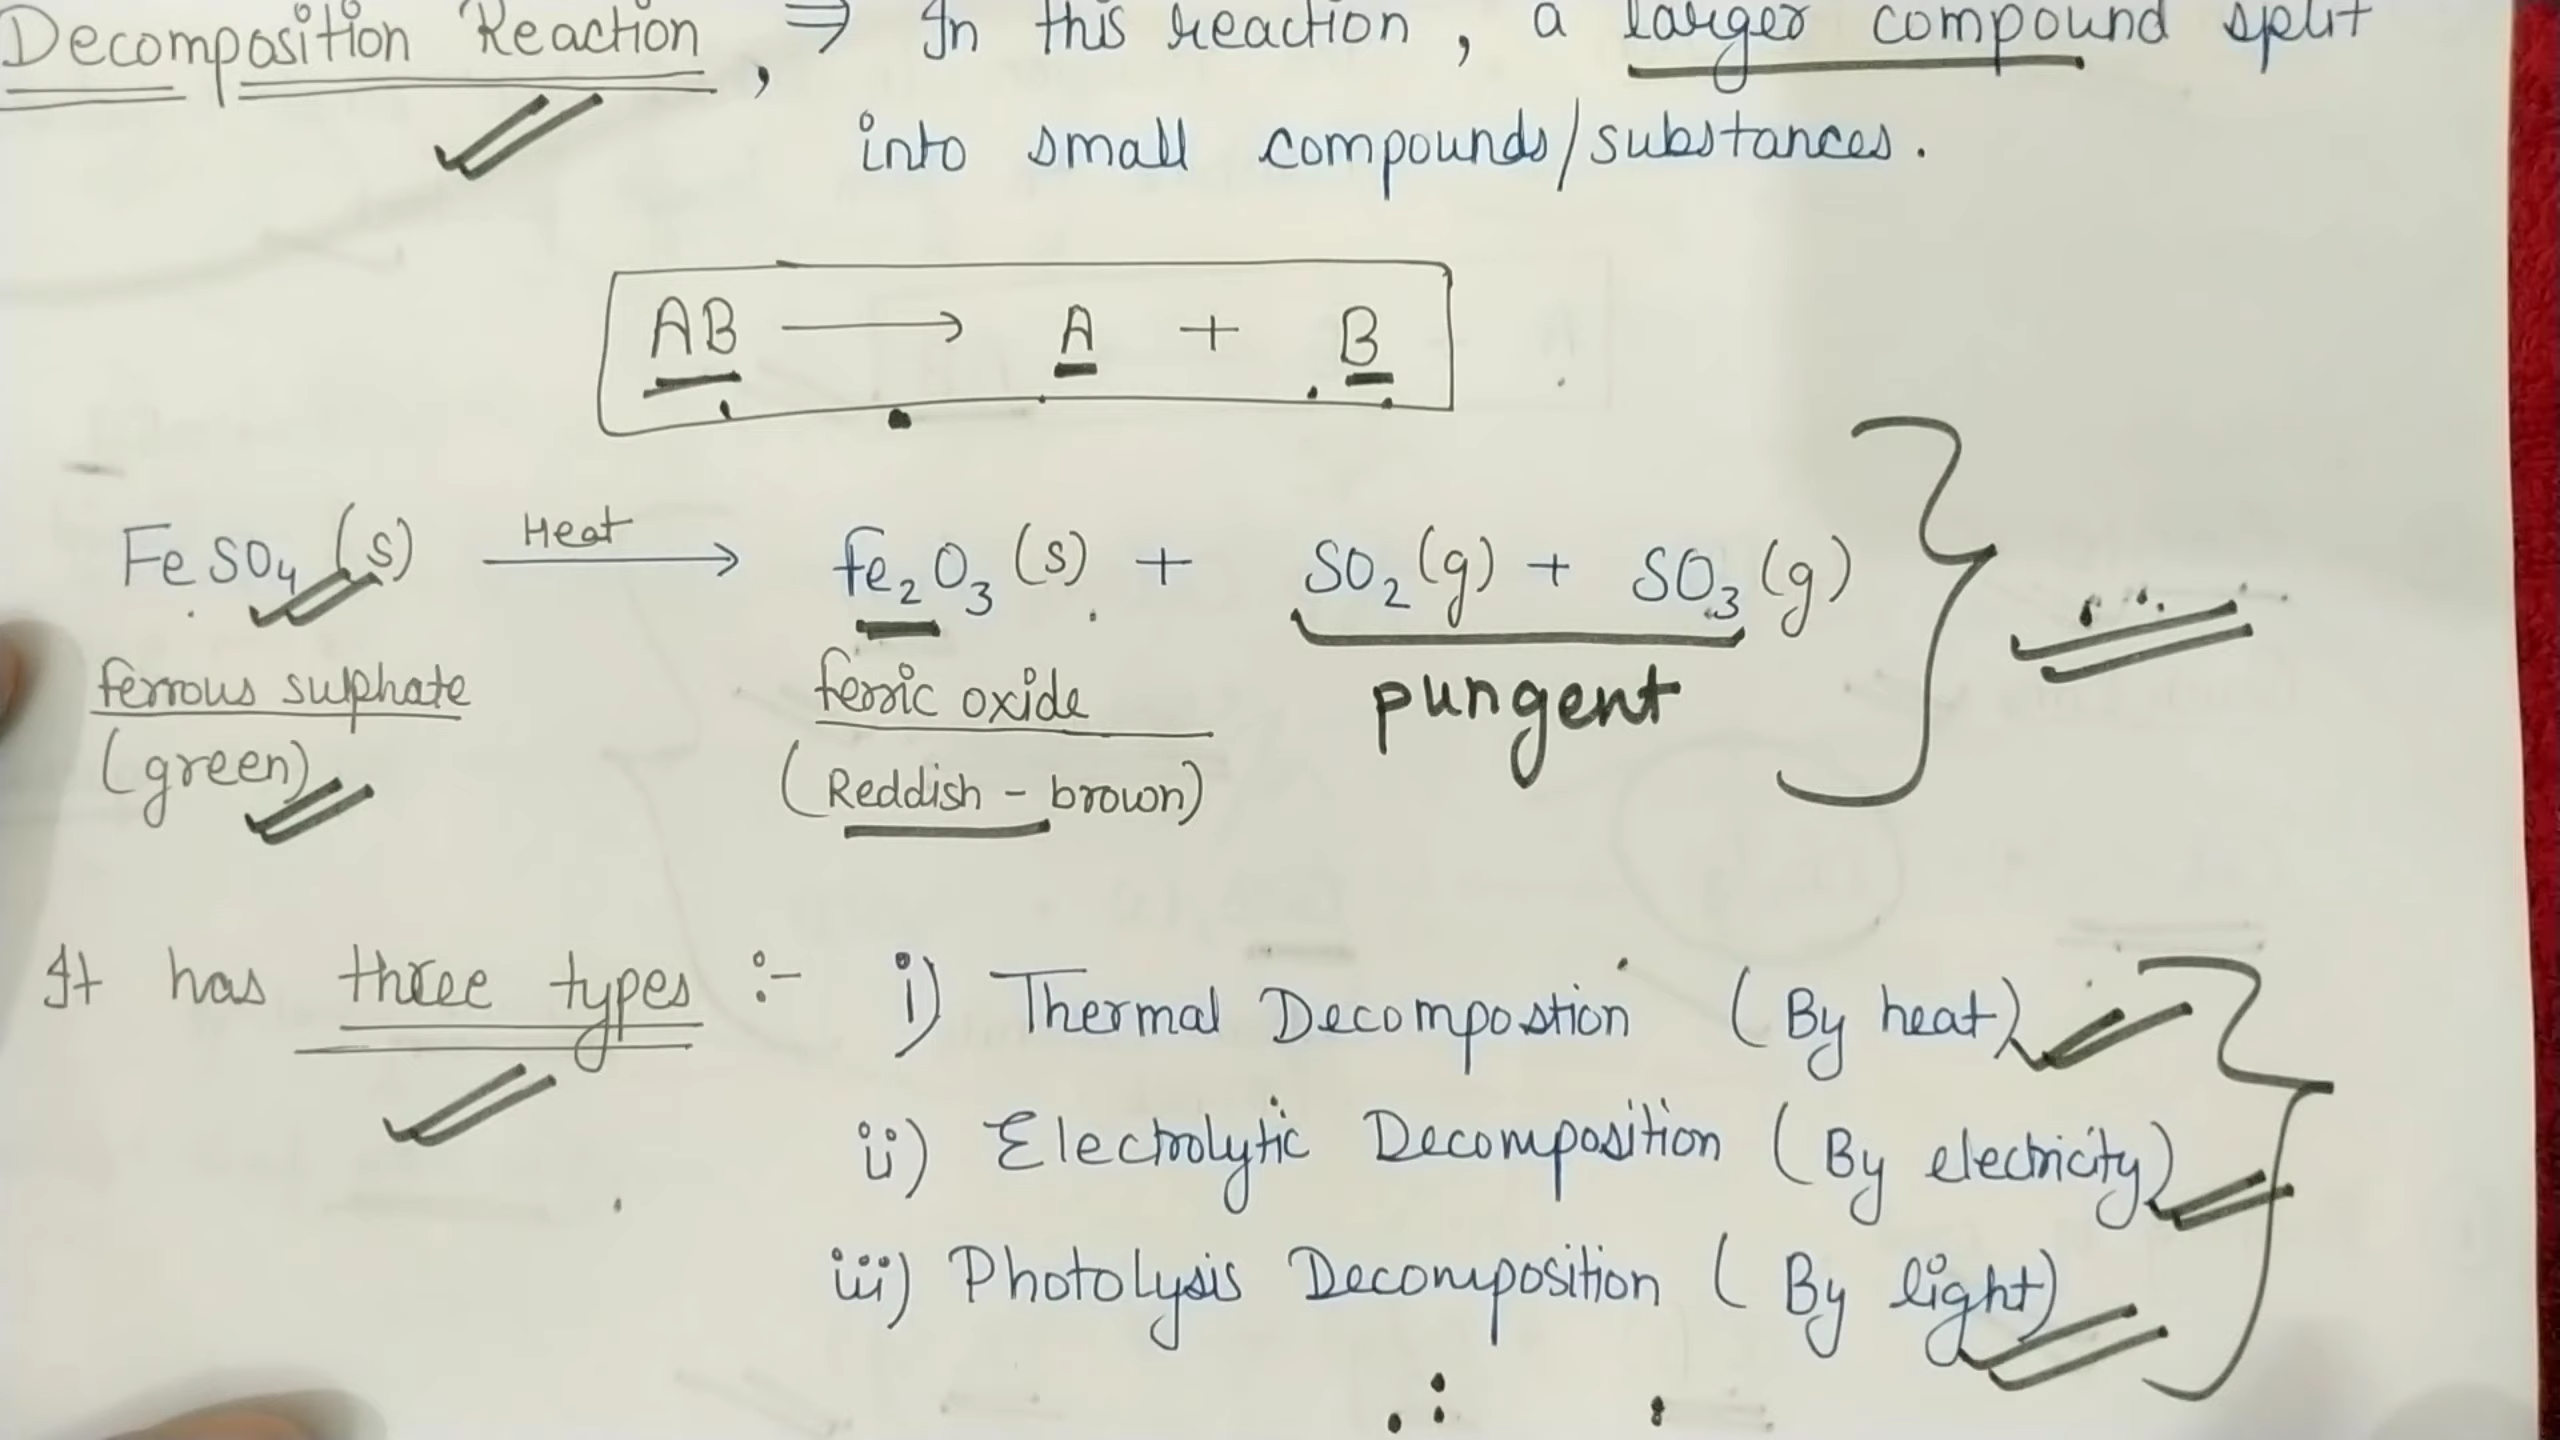 Decomposition Reaction, ⇒ In this reaction, a larger compound split
into small compounds/substances.
AB ⟶ A + B
Heat
FeSO₄ (s) ⟶ Fe₂O₃ (s) + SO₂ (g) + SO₃ (g)
ferrous sulphate ferric oxide pungent
(green) (Reddish - brown)
It has three types :- i) Thermal Decompostion (By heat)
ii) Electrolytic Decomposition (By electricity)
iii) Photolysis Decomposition (By light)